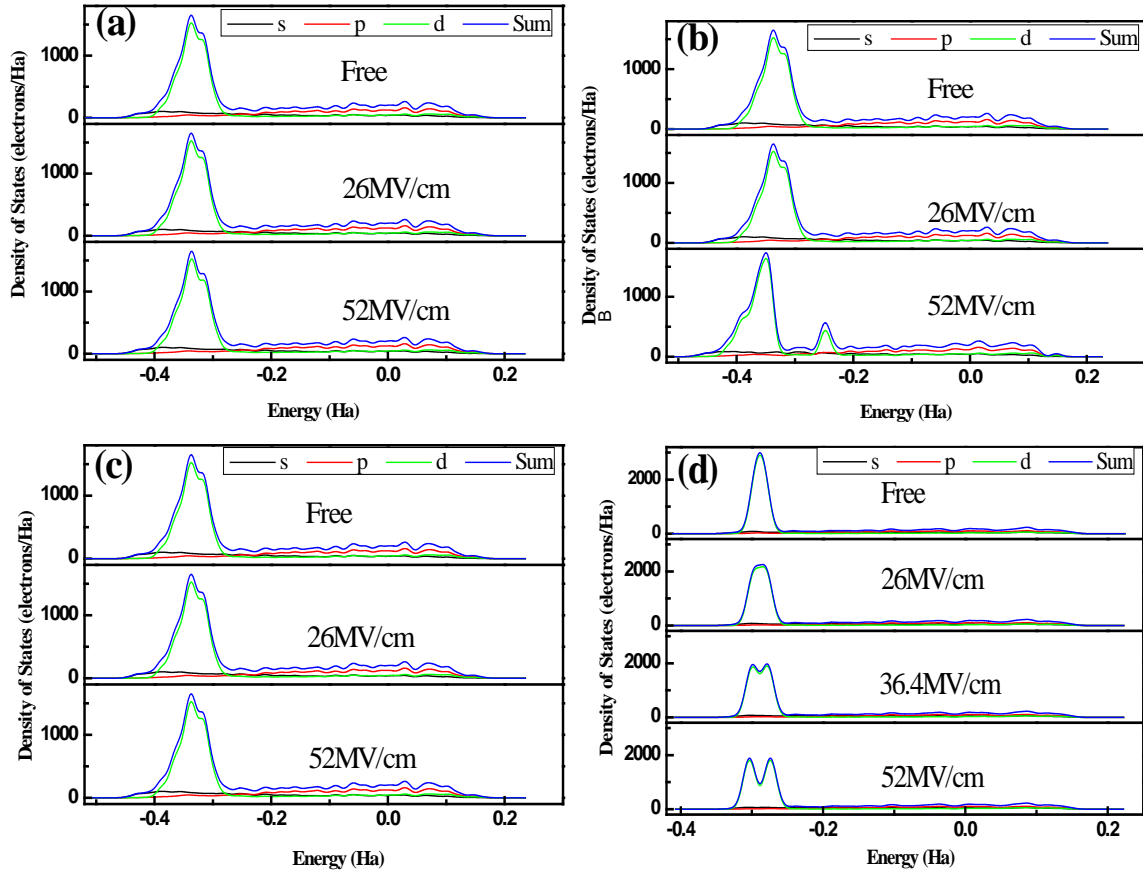 (a)
s p d Sum
1000
0
Free
1000
0
26MV/cm
1000
0
52MV/cm
-0.4 -0.2 0.0 0.2
Energy (Ha)
Density of States (electrons/Ha)
(b)
s p d Sum
1000
0
Free
1000
0
26MV/cm
1000
0
52MV/cm
-0.4 -0.2 0.0 0.2
Energy (Ha)
Density of States (electrons/Ha)
B
(c)
s p d Sum
1000
0
Free
1000
0
26MV/cm
1000
0
52MV/cm
-0.4 -0.2 0.0 0.2
Energy (Ha)
Density of States (electrons/Ha)
(d)
s p d Sum
2000
0
Free
2000
0
26MV/cm
2000
0
36.4MV/cm
2000
0
52MV/cm
-0.4 -0.2 0.0 0.2
Energy (Ha)
Density of States (electrons/Ha)